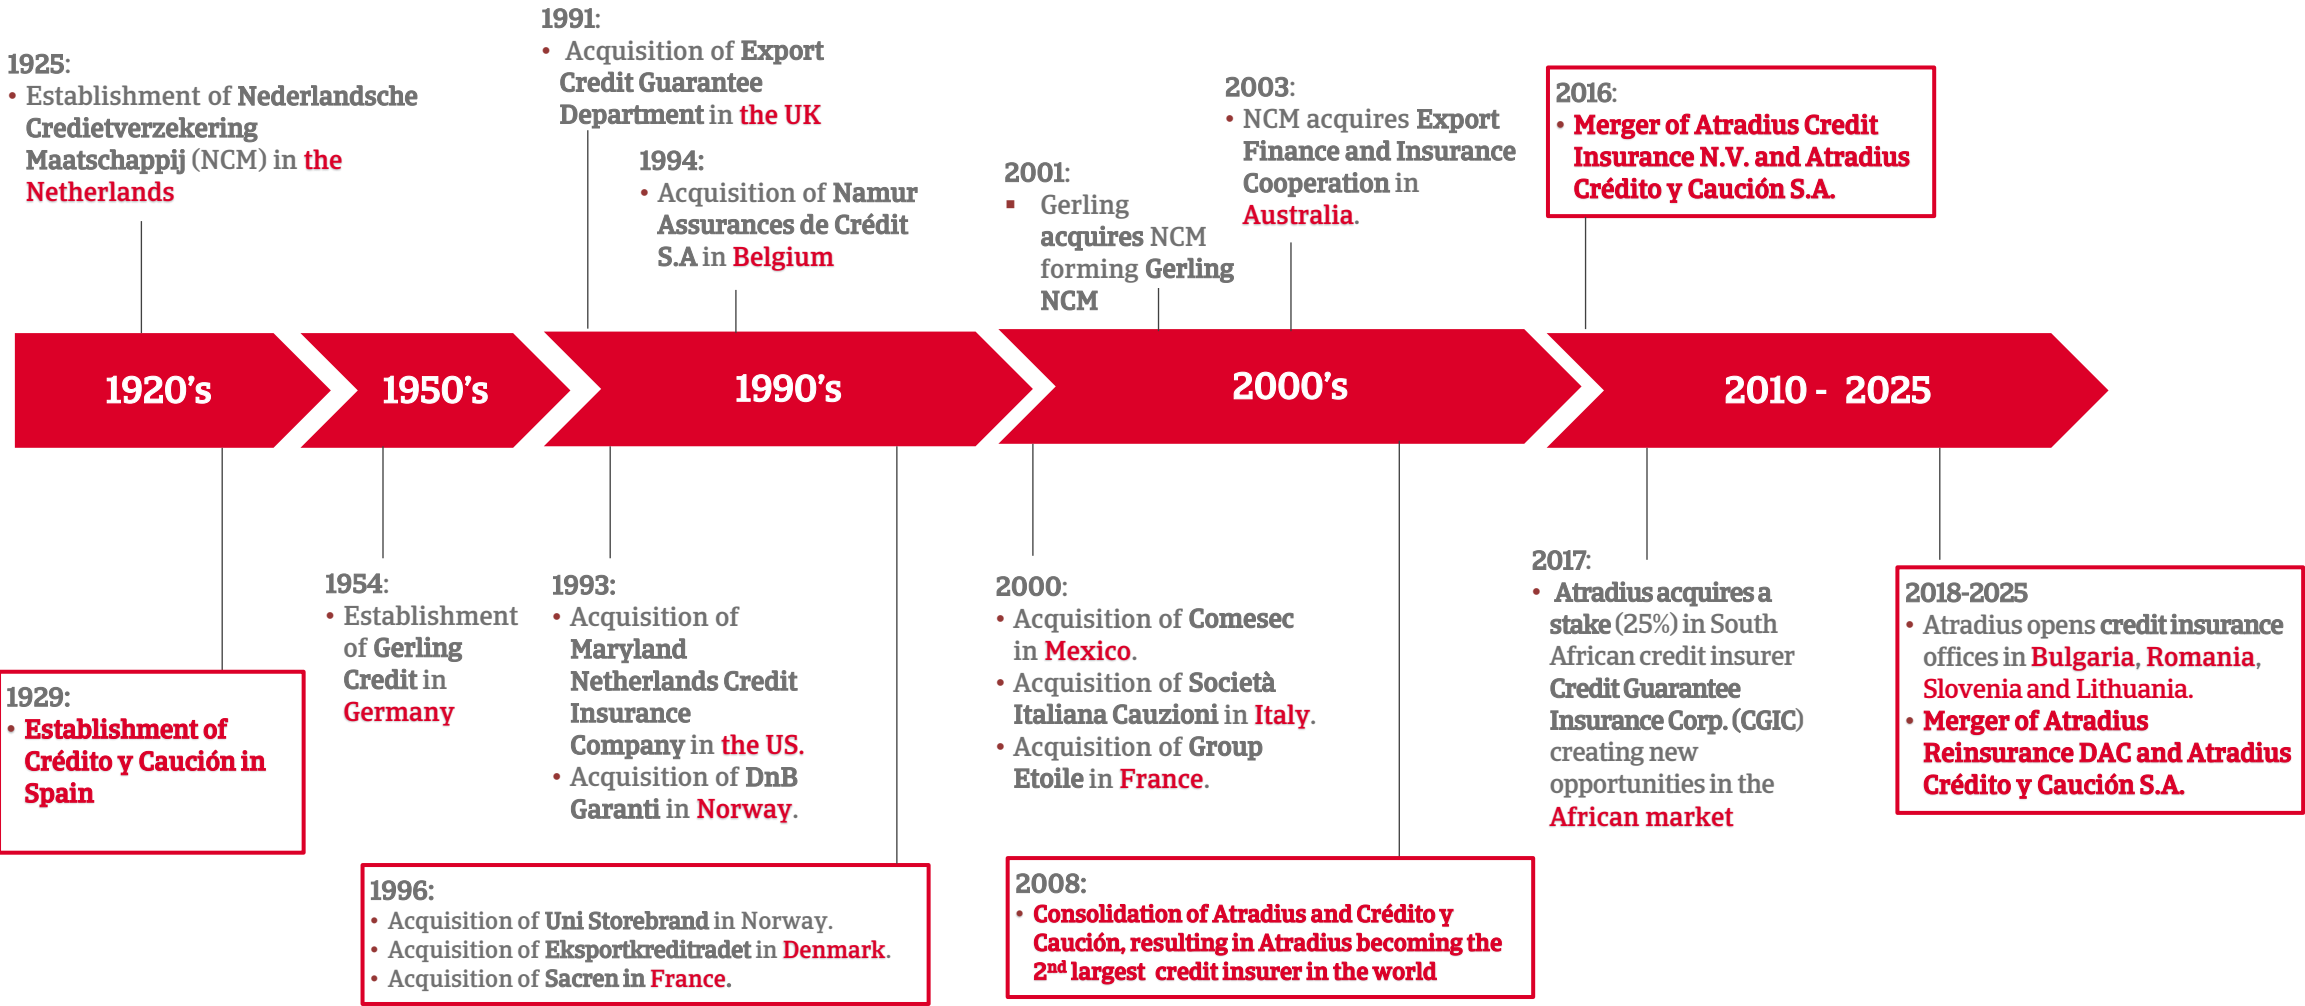 1925:
• Establishment of Nederlandsche
Credietverzekering
Maatschappij (NCM) in the
Netherlands
1991:
• Acquisition of Export
Credit Guarantee
Department in the UK
1994:
• Acquisition of Namur
Assurances de Crédit
S.A in Belgium
2001:
▪ Gerling
acquires NCM
forming Gerling
NCM
2003:
• NCM acquires Export
Finance and Insurance
Cooperation in
Australia.
2016:
• Merger of Atradius Credit
Insurance N.V. and Atradius
Crédito y Caución S.A.
1920's
1950's
1990's
2000's
2010 - 2025
1929:
• Establishment of
Crédito y Caución in
Spain
1954:
• Establishment
of Gerling
Credit in
Germany
1993:
• Acquisition of
Maryland
Netherlands Credit
Insurance
Company in the US.
• Acquisition of DnB
Garanti in Norway.
1996:
• Acquisition of Uni Storebrand in Norway.
• Acquisition of Eksportkreditradet in Denmark.
• Acquisition of Sacren in France.
2000:
• Acquisition of Comesec
in Mexico.
• Acquisition of Società
Italiana Cauzioni in Italy.
• Acquisition of Group
Etoile in France.
2008:
• Consolidation of Atradius and Crédito y
Caución, resulting in Atradius becoming the
2nd largest credit insurer in the world
2017:
• Atradius acquires a
stake (25%) in South
African credit insurer
Credit Guarantee
Insurance Corp. (CGIC)
creating new
opportunities in the
African market
2018-2025
• Atradius opens credit insurance
offices in Bulgaria, Romania,
Slovenia and Lithuania.
• Merger of Atradius
Reinsurance DAC and Atradius
Crédito y Caución S.A.